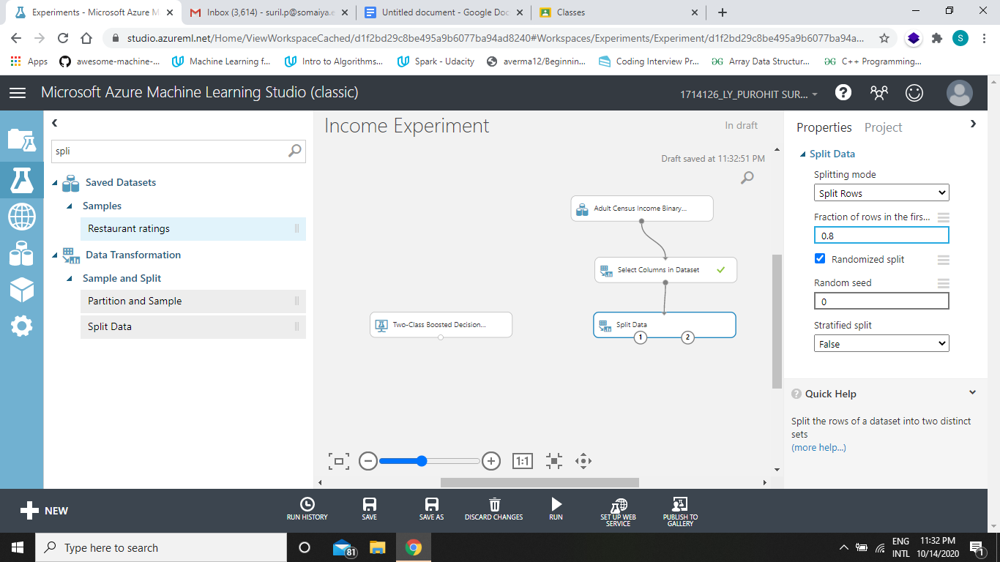 Experiments - Microsoft Azure M
Inbox (3,614) - suril.p@somaiya.e
Untitled document - Google Doc
Classes
studio.azureml.net/Home/ViewWorkspaceCached/d1f2bd29c8be495a9b6077ba94ad8240#Workspaces/Experiments/Experiment/d1f2bd29c8be495a9b6077ba94a...
S
Apps
awesome-machine-...
Machine Learning f...
Intro to Algorithms...
Spark - Udacity
averma12/Beginnin...
Coding Interview Pr...
Array Data Structur...
C++ Programming...
Microsoft Azure Machine Learning Studio (classic)
1714126_LY_PUROHIT SUR...
spli
Saved Datasets
Samples
Restaurant ratings
Data Transformation
Sample and Split
Partition and Sample
Split Data
Income Experiment
In draft
Draft saved at 11:32:51 PM
Adult Census Income Binary...
Select Columns in Dataset
Two-Class Boosted Decision...
Split Data
1
2
1:1
Properties
Project
Split Data
Splitting mode
Split Rows
Fraction of rows in the firs...
0.8
Randomized split
Random seed
0
Stratified split
False
Quick Help
Split the rows of a dataset into two distinct
sets
(more help...)
NEW
RUN HISTORY
SAVE
SAVE AS
DISCARD CHANGES
RUN
SET UP WEB
SERVICE
PUBLISH TO
GALLERY
Type here to search
81
ENG
INTL
11:32 PM
10/14/2020
1